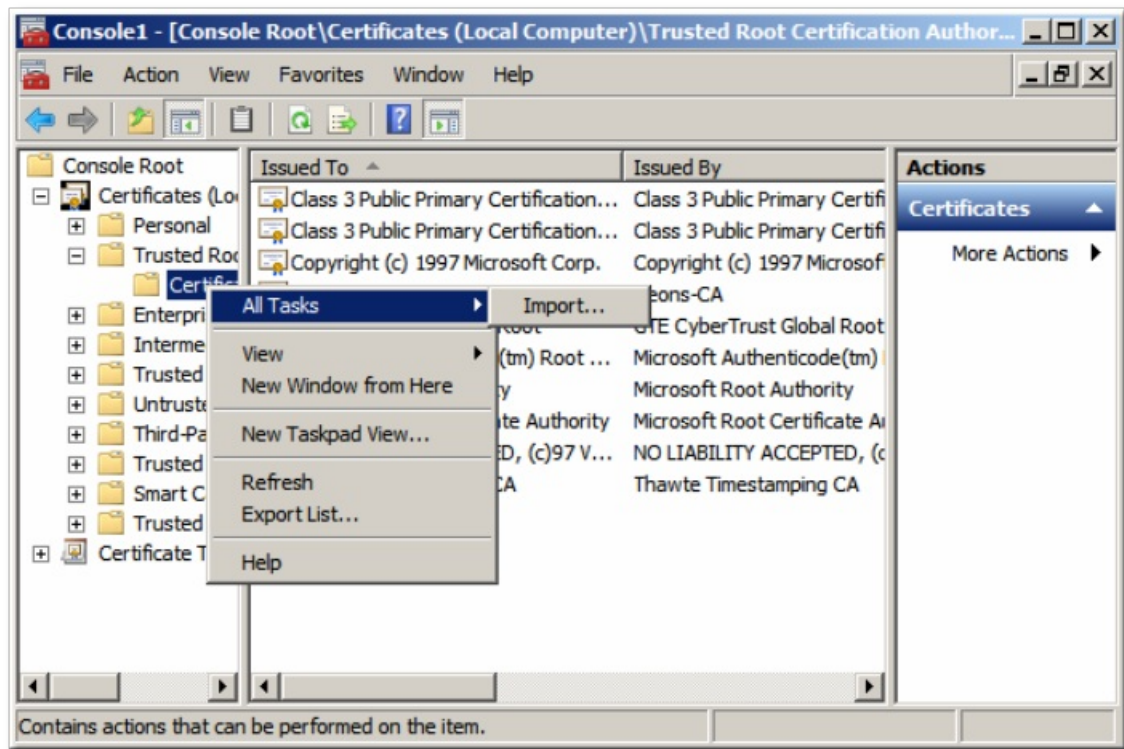 Console1 - [Console Root\Certificates (Local Computer)\Trusted Root Certification Author...
File Action View Favorites Window Help
Console Root
Certificates (Lo
Personal
Trusted Roo
Certific
Enterpri
Interme
Trusted
Untruste
Third-Pa
Trusted
Smart C
Trusted
Certificate T
Issued To Issued By
Class 3 Public Primary Certification... Class 3 Public Primary Certifi
Class 3 Public Primary Certification... Class 3 Public Primary Certifi
Copyright (c) 1997 Microsoft Corp. Copyright (c) 1997 Microsof
eons-CA
Root GTE CyberTrust Global Root
(tm) Root ... Microsoft Authenticode(tm)
y Microsoft Root Authority
te Authority Microsoft Root Certificate A
ED, (c)97 V... NO LIABILITY ACCEPTED, (c
CA Thawte Timestamping CA
All Tasks
Import...
View
New Window from Here
New Taskpad View...
Refresh
Export List...
Help
Actions
Certificates
More Actions
Contains actions that can be performed on the item.